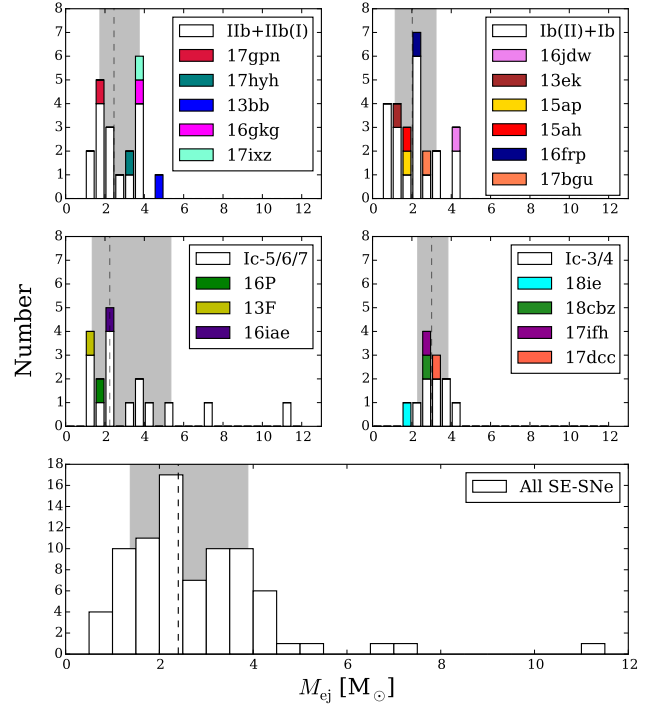 8
7
6
5
4
3
2
1
0
0 2 4 6 8 10 12
IIb+IIb(I)
17gpn
17hyh
13bb
16gkg
17ixz
8
7
6
5
4
3
2
1
0
0 2 4 6 8 10 12
Ib(II)+Ib
16jdw
13ek
15ap
15ah
16frp
17bgu
Number
8
7
6
5
4
3
2
1
0
0 2 4 6 8 10 12
Ic-5/6/7
16P
13F
16iae
8
7
6
5
4
3
2
1
0
0 2 4 6 8 10 12
Ic-3/4
18ie
18cbz
17ifh
17dcc
18
16
14
12
10
8
6
4
2
0
0 2 4 6 8 10 12
All SE-SNe
M_ej [M_⊙]